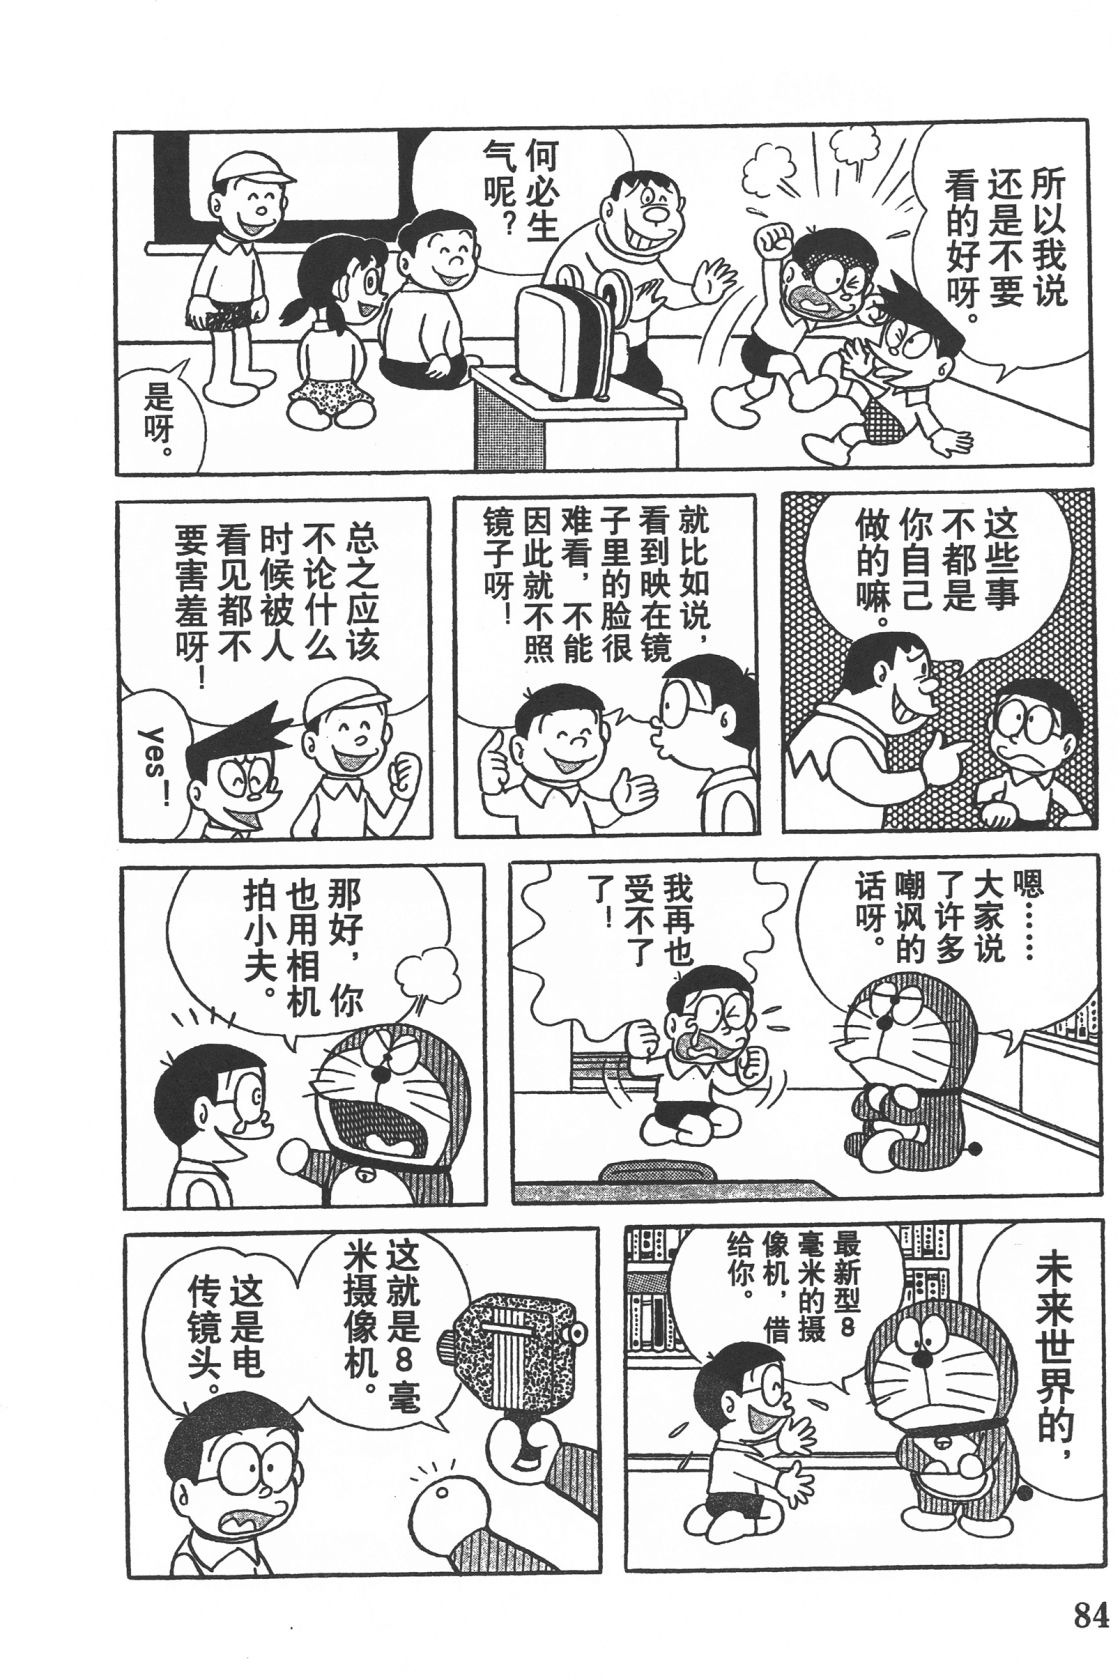 所以我说
还是不要
看的好呀。
何必生
气呢?
是呀。
这些事
不都是
你自己
做的嘛。
就比如说，
看到映在镜
子里的脸很
难看，不能
因此就不照
镜子呀！
总之应该
不论什么
时候被人
看见都不
要害羞呀！
yes！
嗯……
大家说
了许多
嘲讽的
话呀。
我再也
受不了
了！
那好，你
也用相机
拍小夫。
未来世界的，
最新型8
毫米的摄
像机，借
给你。
这就是8毫
米摄像机。
这是电
传镜头。
84